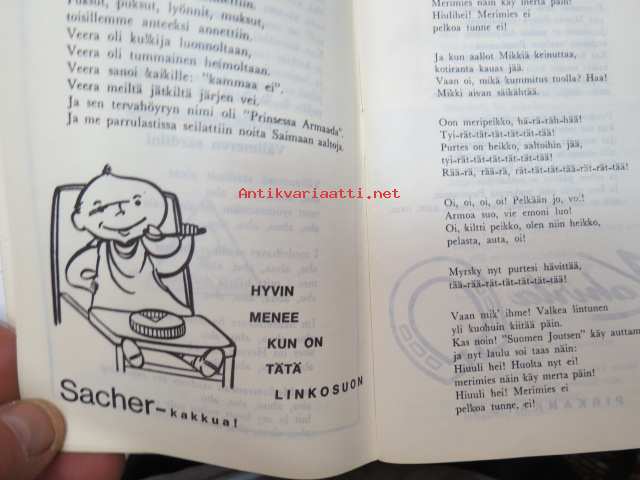 Puksut, puksut, lyönnit, muksut,
toisillemme anteeksi annettiin.
Veera oli kulkija luonnoltaan,
Veera oli tummainen heimoltaan.
Veera sanoi kaikille: "kammaa ei".
Veera meiltä jätkiltä järjen vei.
Ja sen tervahöyryn nimi oli "Prinsessa Armaada".
Ja me parrulastissa seilattiin noita Saimaan aaltoja.
HYVIN
MENEE
KUN ON
TÄTÄ
LINKOSUON
Sacher-kakkua!
Merimies näin käy merta päin!
Hiulihei! Merimies ei
pelkoa tunne ei!
Ja kun aallot Mikkiä keinuttaa,
kotiranta kauas jää.
Vaan oi, mikä kummitus tuolla? Haa!
Mikki aivan säikähtää.
Oon meripeikko, hä-rä-räh-hää!
Tyi-rät-tät-tät-tät-tät-tää!
Purtes on heikko, aaltoihin jää,
tyi-rät-tät-tät-tät-tät-tää!
Rää-rä, rää-rä, rät-tät-tät-tää-rät-rät-tää!
Oi, oi, oi, oi! Pelkään jo, voi!
Armoa suo, vie emoni luo!
Oi, kiltti peikko, olen niin heikko,
pelasta, auta, oi!
Myrsky nyt purtesi hävittää,
tää-rää-rät-tät-tät-tät-tää!
Vaan mik' ihme! Valkea lintunen
yli kuohuin kiitää päin.
Kas noin! "Suomen Joutsen" käy auttamaan
ja nyt laulu soi taas näin:
Hiuuli hei! Huolta nyt ei!
merimies näin käy merta päin!
Hiuuli hei! Merimies ei
pelkoa tunne, ei!
Antikvariaatti.net